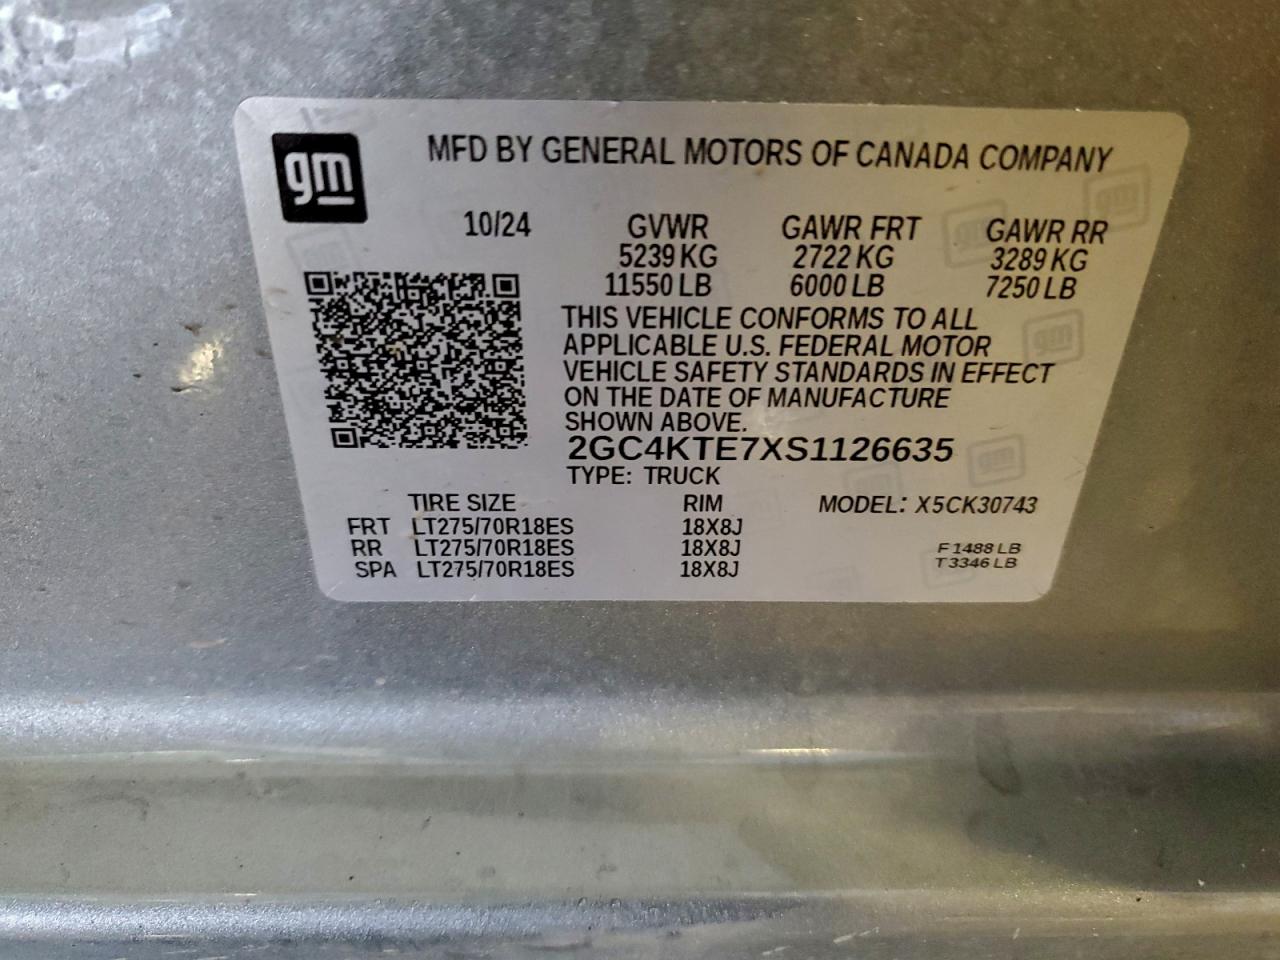 gm
MFD BY GENERAL MOTORS OF CANADA COMPANY
10/24 GVWR GAWR FRT GAWR RR
5239 KG 2722 KG 3289 KG
11550 LB 6000 LB 7250 LB
THIS VEHICLE CONFORMS TO ALL
APPLICABLE U.S. FEDERAL MOTOR
VEHICLE SAFETY STANDARDS IN EFFECT
ON THE DATE OF MANUFACTURE
SHOWN ABOVE.
2GC4KTE7XS1126635
TYPE: TRUCK
TIRE SIZE RIM MODEL: X5CK30743
FRT LT275/70R18ES 18X8J
RR LT275/70R18ES 18X8J F 1488 LB
SPA LT275/70R18ES 18X8J T 3346 LB